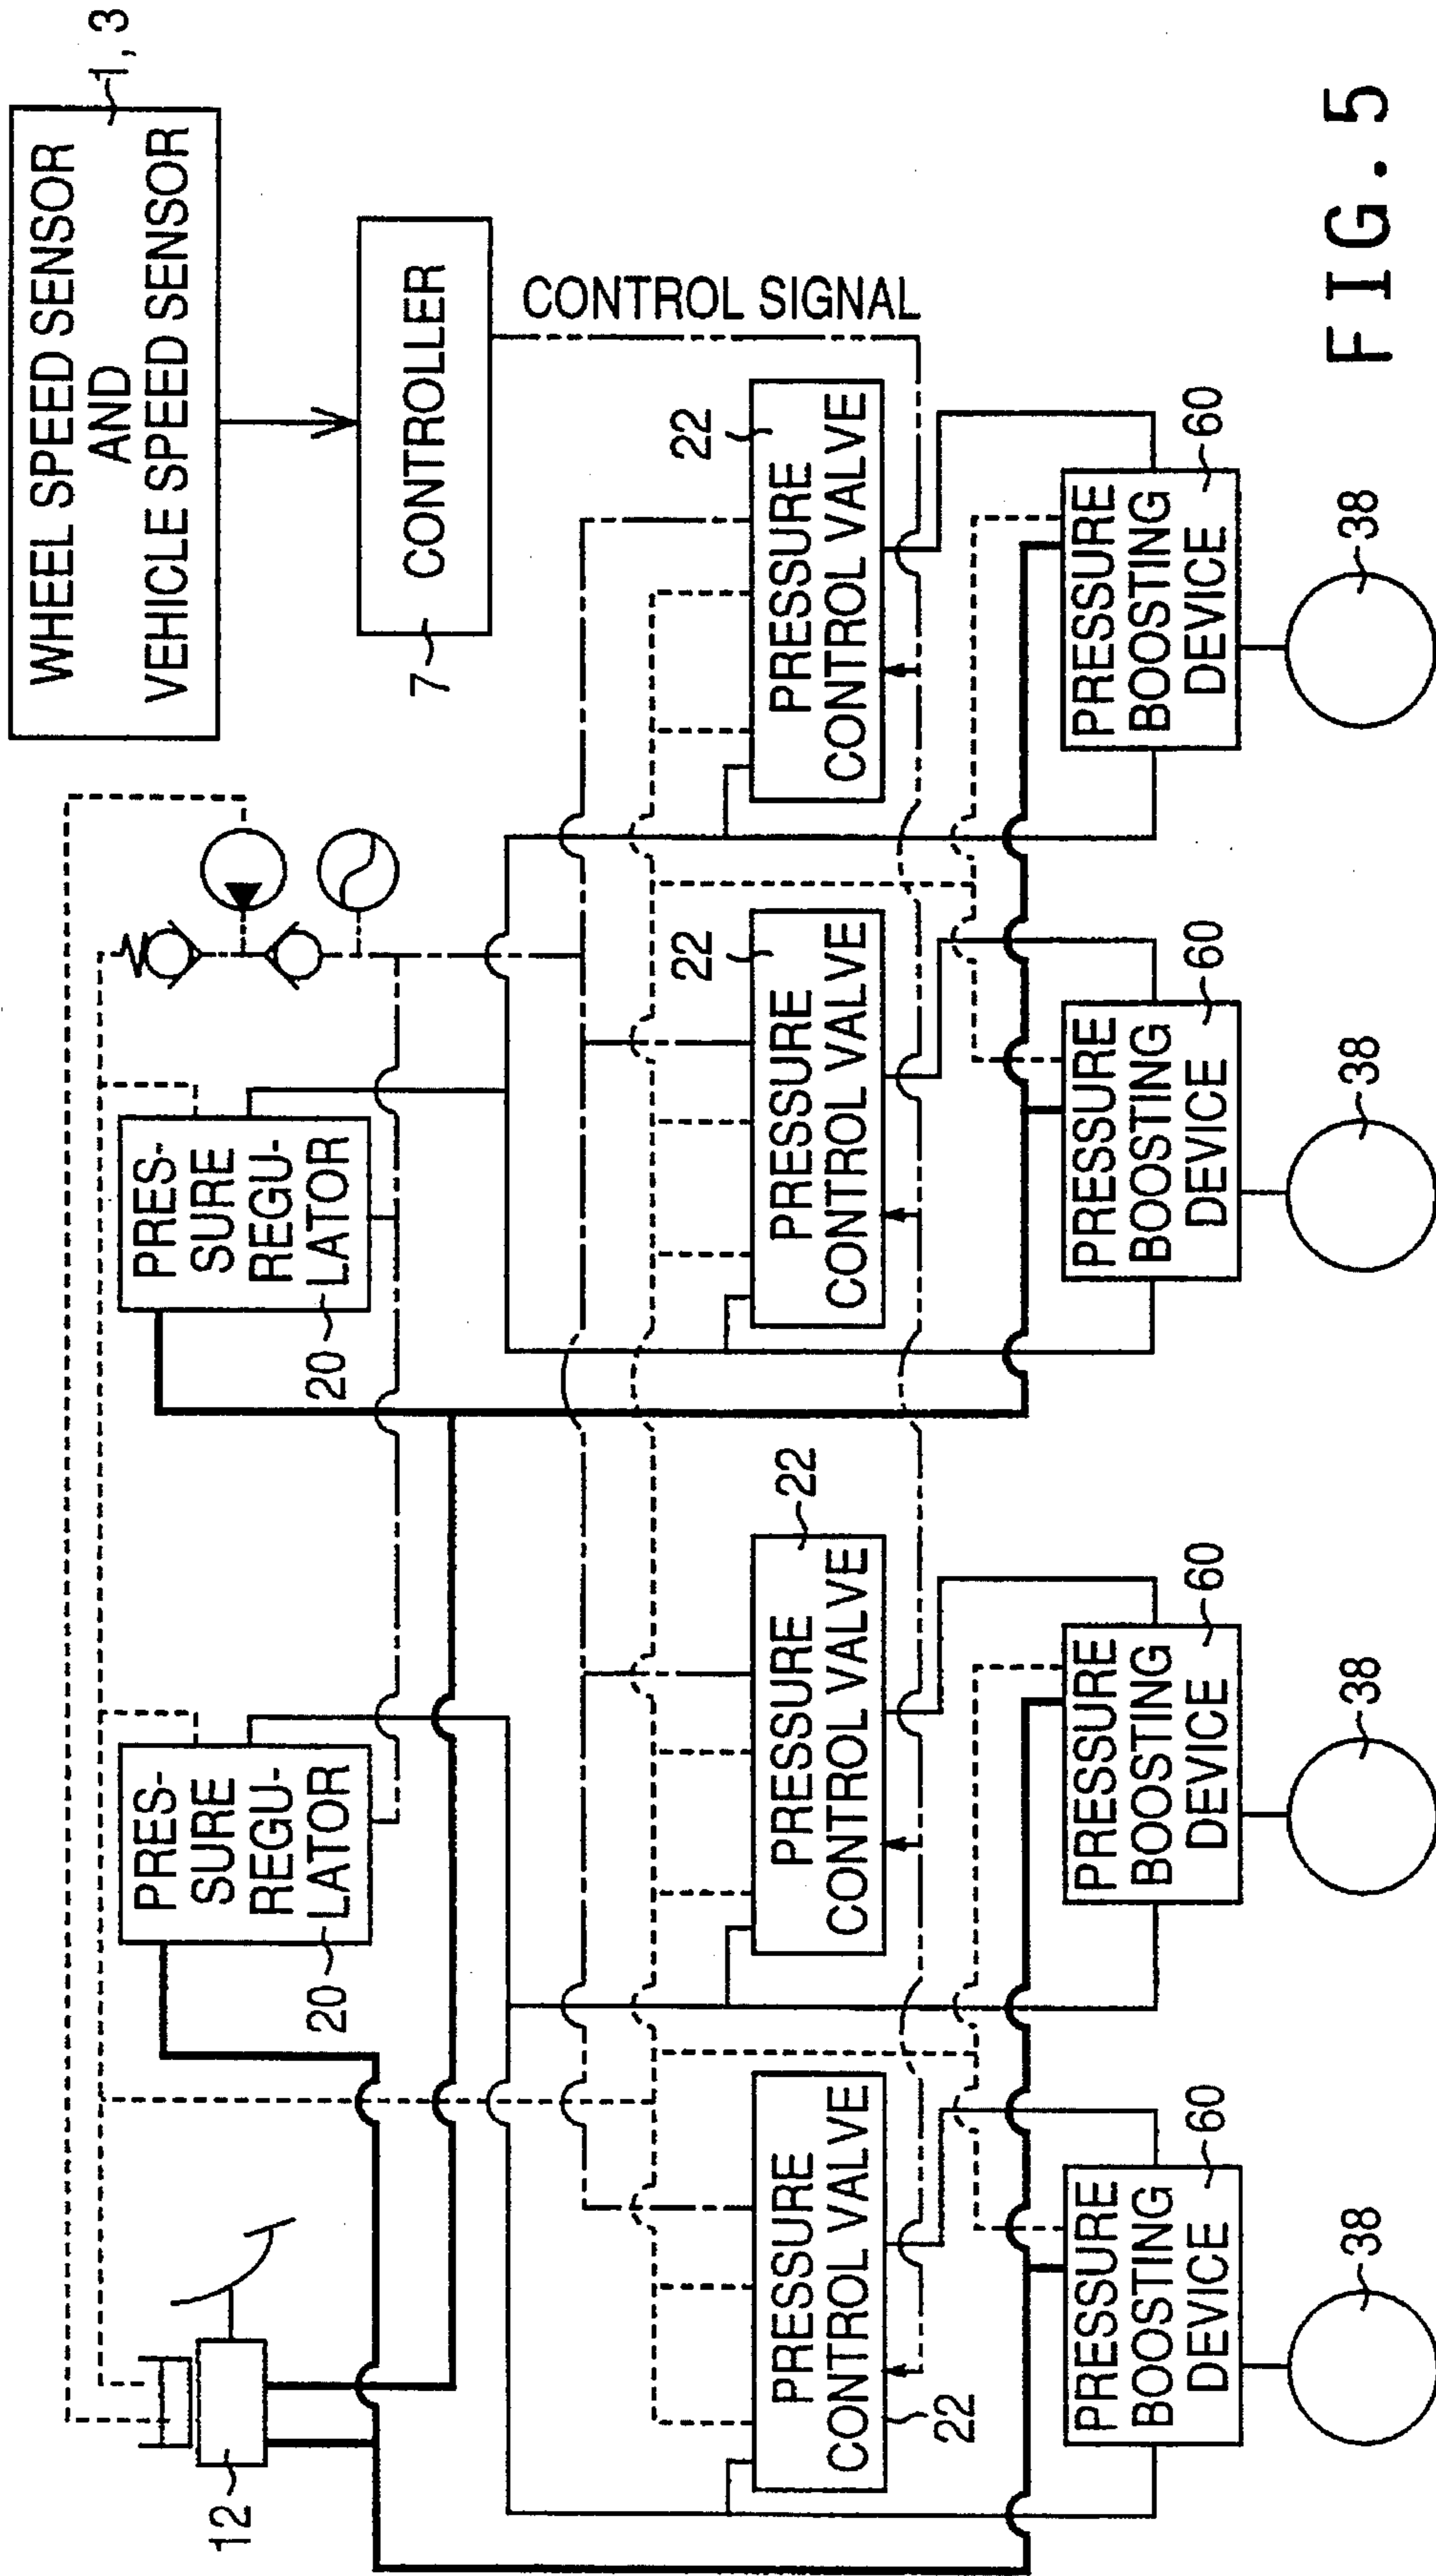 WHEEL SPEED SENSOR
AND
VEHICLE SPEED SENSOR
1, 3
CONTROLLER
7
CONTROL SIGNAL
12
PRES-
SURE
REGU-
LATOR
20
PRES-
SURE
REGU-
LATOR
20
PRESSURE
CONTROL VALVE
22
PRESSURE
CONTROL VALVE
22
PRESSURE
CONTROL VALVE
22
PRESSURE
CONTROL VALVE
22
PRESSURE
BOOSTING
DEVICE
60
PRESSURE
BOOSTING
DEVICE
60
PRESSURE
BOOSTING
DEVICE
60
PRESSURE
BOOSTING
DEVICE
60
38
38
38
38
FIG. 5